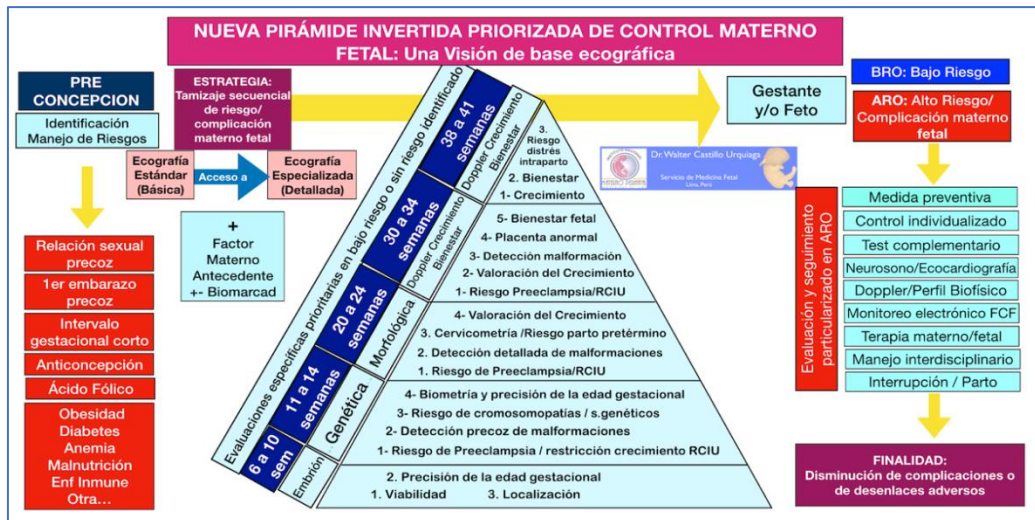 NUEVA PIRÁMIDE INVERTIDA PRIORIZADA DE CONTROL MATERNO
FETAL: Una Visión de base ecográfica
PRE
CONCEPCION
Identificación
Manejo de Riesgos
Relación sexual
precoz
1er embarazo
precoz
Intervalo
gestacional corto
Anticoncepción
Ácido Fólico
Obesidad
Diabetes
Anemia
Malnutrición
Enf Inmune
Otra...
ESTRATEGIA:
Tamizaje secuencial
de riesgo/
complicación
materno fetal
Ecografía
Estándar
(Básica)
Acceso a
Ecografía
Especializada
(Detallada)
+
Factor
Materno
Antecedente
+- Biomarcad
Evaluaciones específicas prioritarias en bajo riesgo o sin riesgo identificado
38 a 41
semanas
Doppler Crecimiento
Bienestar
3.
Riesgo
distrés
intraparto
2. Bienestar
1- Crecimiento
30 a 34
semanas
Doppler Crecimiento
Bienestar
5- Bienestar fetal
4- Placenta anormal
3- Detección malformación
2- Valoración del Crecimiento
1- Riesgo Preeclampsia/RCIU
20 a 24
semanas
Morfológica
4- Valoración del Crecimiento
3. Cervicometría /Riesgo parto pretérmino
2. Detección detallada de malformaciones
1. Riesgo de Preeclampsia/RCIU
11 a 14
semanas
Genética
4- Biometría y precisión de la edad gestacional
3- Riesgo de cromosomopatías / s.genéticos
2- Detección precoz de malformaciones
1- Riesgo de Preeclampsia / restricción crecimiento RCIU
6 a 10
sem
Embrión
2. Precisión de la edad gestacional
1. Viabilidad 3. Localización
Gestante
y/o Feto
Dr. Walter Castillo Urquiaga
Servicio de Medicina Fetal
Lima, Perú
BRO: Bajo Riesgo
ARO: Alto Riesgo/
Complicación materno
fetal
Evaluación y seguimiento
particularizado en ARO
Medida preventiva
Control individualizado
Test complementario
Neurosono/Ecocardiografía
Doppler/Perfil Biofísico
Monitoreo electrónico FCF
Terapia materno/fetal
Manejo interdisciplinario
Interrupción / Parto
FINALIDAD:
Disminución de complicaciones o
de desenlaces adversos